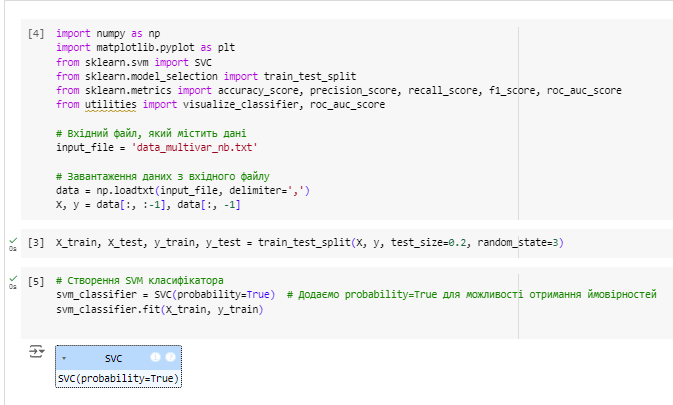 [4] import numpy as np
import matplotlib.pyplot as plt
from sklearn.svm import SVC
from sklearn.model_selection import train_test_split
from sklearn.metrics import accuracy_score, precision_score, recall_score, f1_score, roc_auc_score
from utilities import visualize_classifier, roc_auc_score
# Вхідний файл, який містить дані
input_file = 'data_multivar_nb.txt'
# Завантаження даних з вхідного файлу
data = np.loadtxt(input_file, delimiter=',')
X, y = data[:, :-1], data[:, -1]
[3] X_train, X_test, y_train, y_test = train_test_split(X, y, test_size=0.2, random_state=3)
0s
[5] # Створення SVM класифікатора
0s
svm_classifier = SVC(probability=True) # Додаємо probability=True для можливості отримання ймовірностей
svm_classifier.fit(X_train, y_train)
SVC i ?
SVC(probability=True)